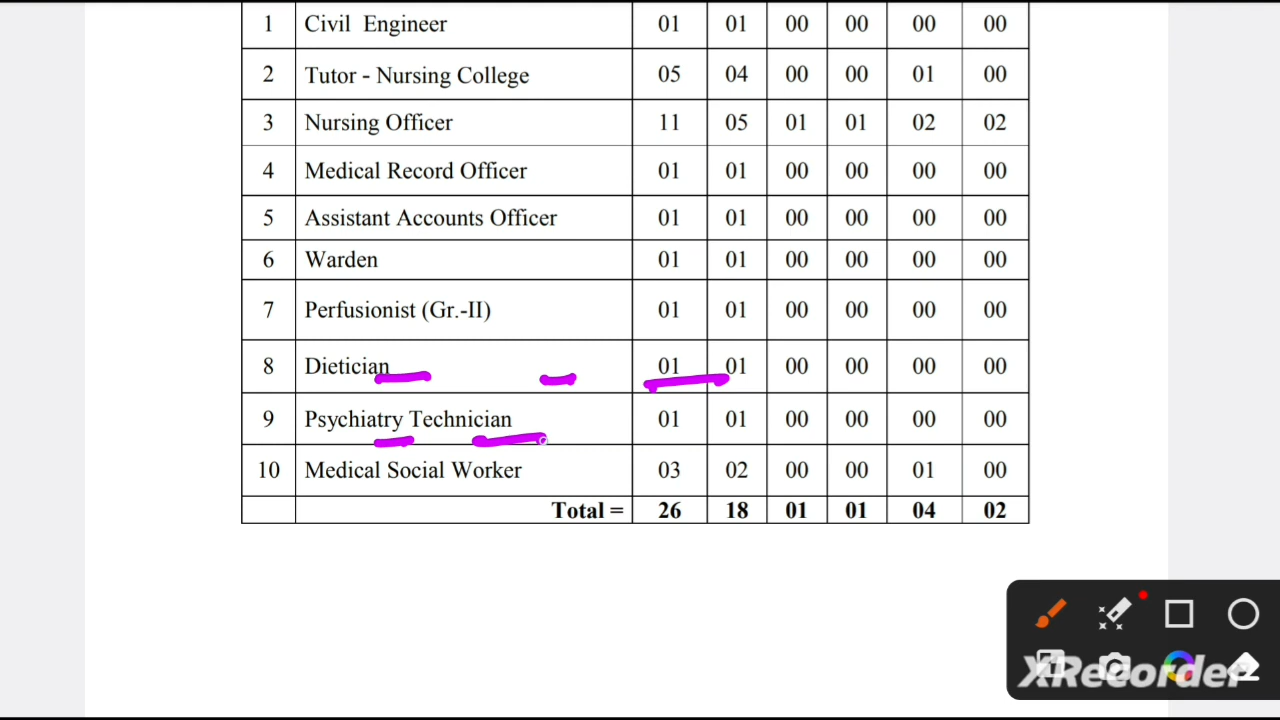 1 Civil Engineer 01 01 00 00 00 00
2 Tutor - Nursing College 05 04 00 00 01 00
3 Nursing Officer 11 05 01 01 02 02
4 Medical Record Officer 01 01 00 00 00 00
5 Assistant Accounts Officer 01 01 00 00 00 00
6 Warden 01 01 00 00 00 00
7 Perfusionist (Gr.-II) 01 01 00 00 00 00
8 Dietician 01 01 00 00 00 00
9 Psychiatry Technician 01 01 00 00 00 00
10 Medical Social Worker 03 02 00 00 01 00
Total = 26 18 01 01 04 02
XRecorder